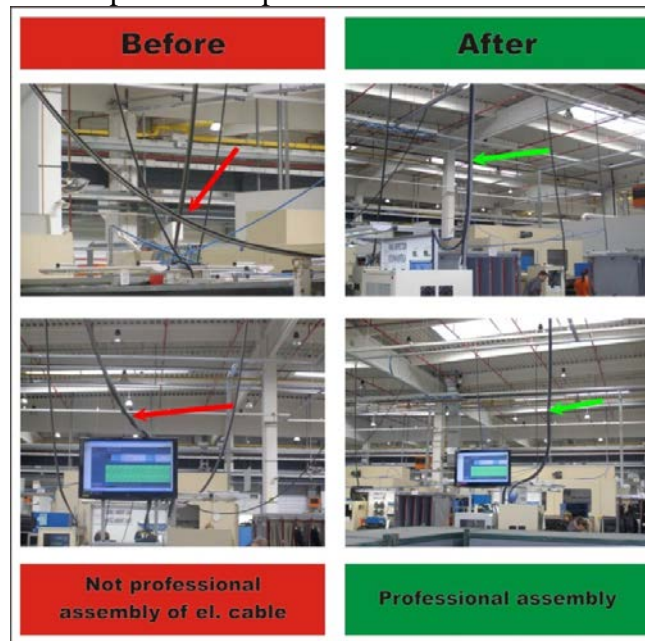 Before
After
Not professional
assembly of el. cable
Professional assembly